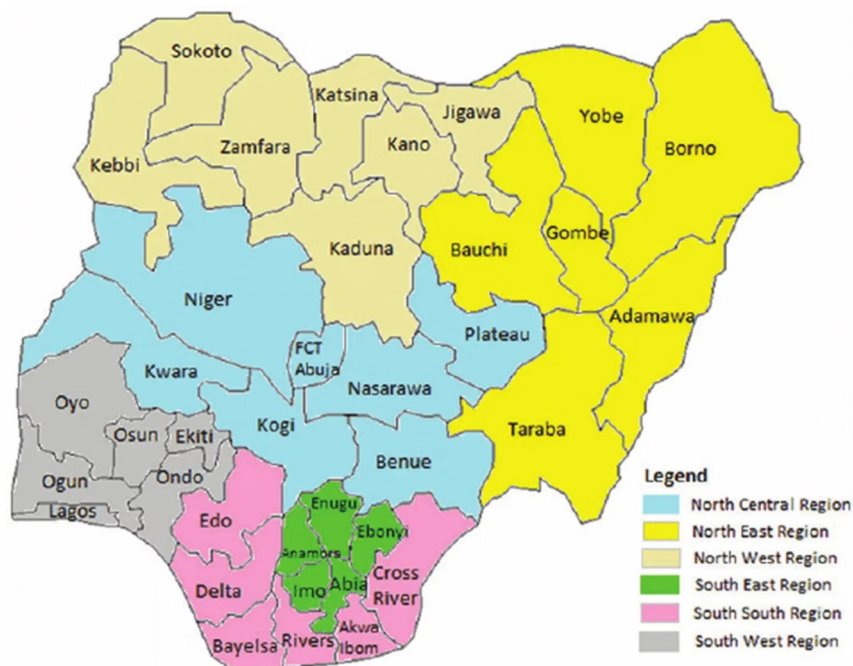 Sokoto
Katsina
Jigawa
Yobe
Borno
Kebbi
Zamfara
Kano
Kaduna
Bauchi
Gombe
Niger
Adamawa
Plateau
FCT
Abuja
Kwara
Nasarawa
Oyo
Kogi
Taraba
Osun
Ekiti
Benue
Ogun
Ondo
Lagos
Edo
Enugu
Ebonyi
Anamors
Imo
Abia
Cross
River
Delta
Bayelsa
Rivers
Akwa
Ibom
Legend
North Central Region
North East Region
North West Region
South East Region
South South Region
South West Region